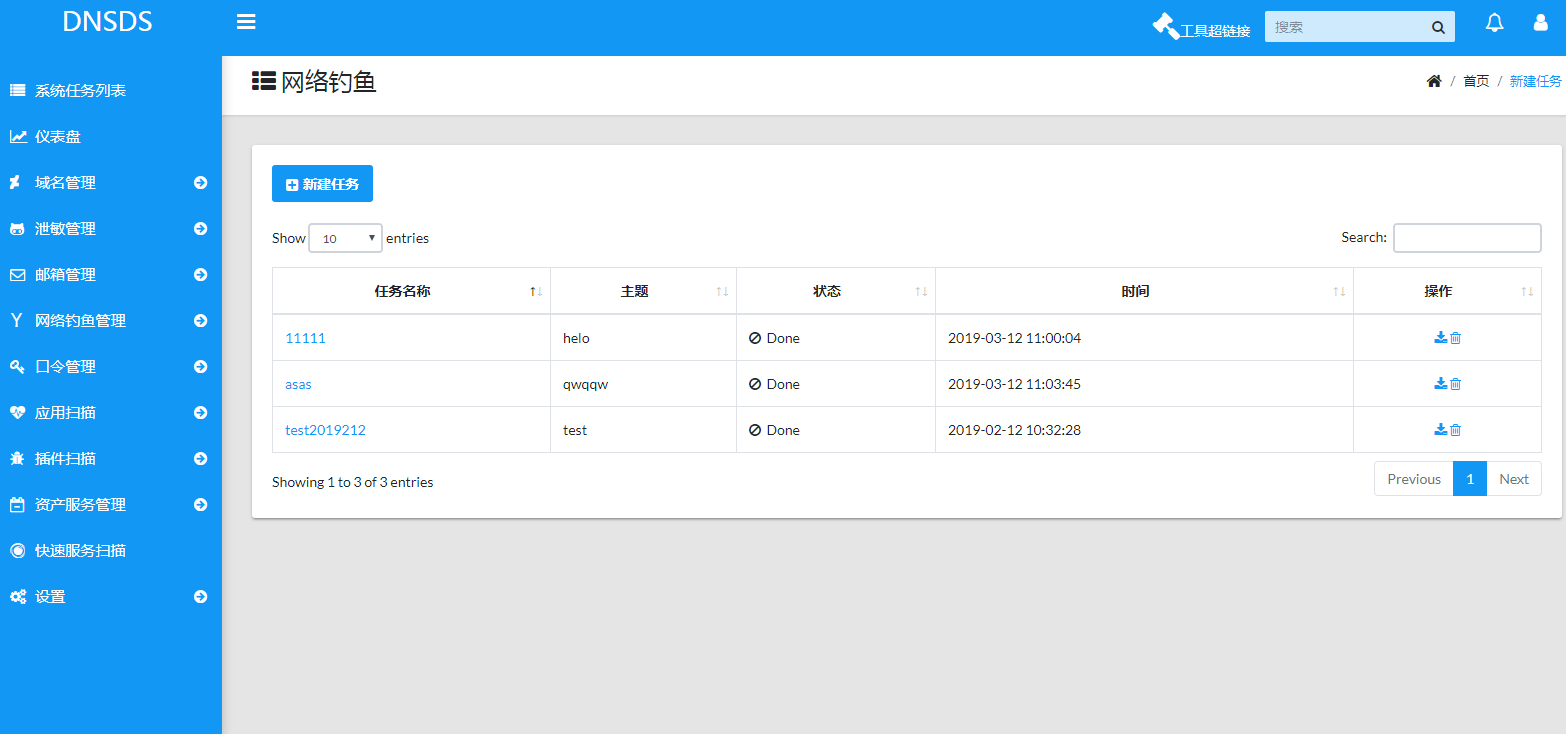 DNSDS
工具超链接
搜索
系统任务列表
仪表盘
域名管理
泄敏管理
邮箱管理
网络钓鱼管理
口令管理
应用扫描
插件扫描
资产服务管理
快速服务扫描
设置
网络钓鱼
/ 首页 / 新建任务
新建任务
Show 10 entries
Search:
任务名称 主题 状态 时间 操作
11111 helo Done 2019-03-12 11:00:04
asas qwqqw Done 2019-03-12 11:03:45
test2019212 test Done 2019-02-12 10:32:28
Showing 1 to 3 of 3 entries
Previous 1 Next